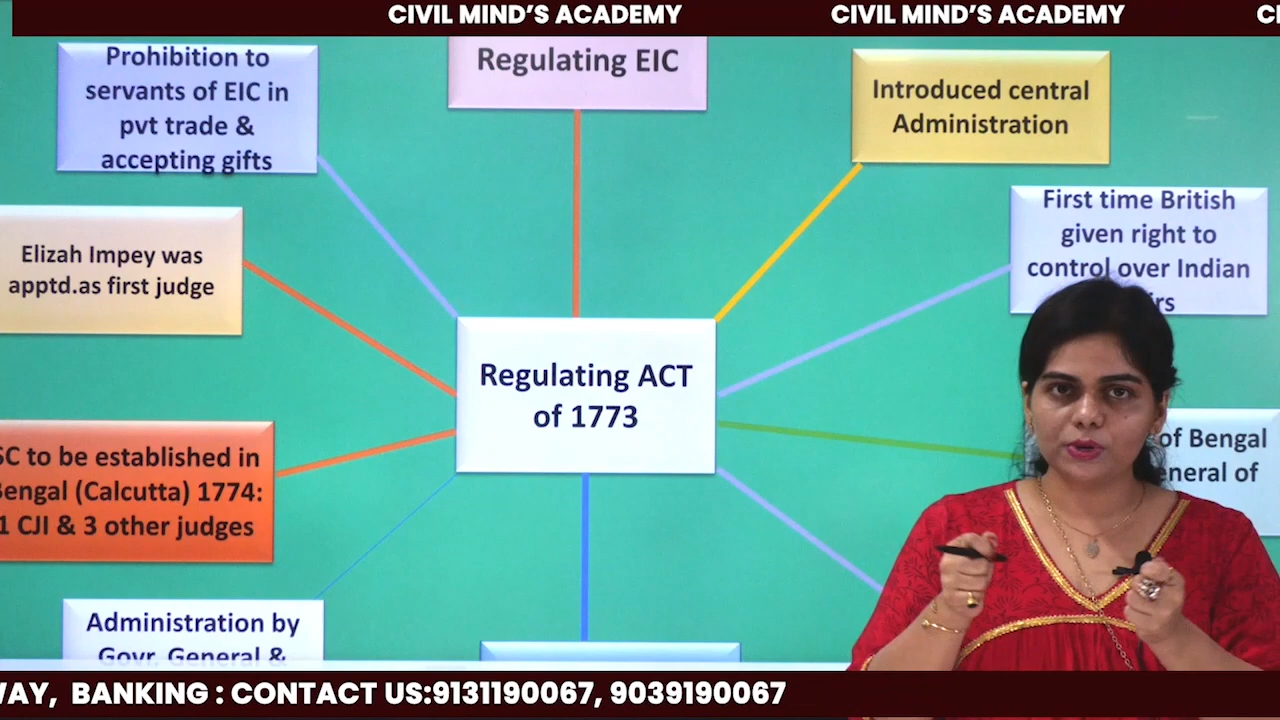 CIVIL MIND'S ACADEMY CIVIL MIND'S ACADEMY
Prohibition to
servants of EIC in
pvt trade &
accepting gifts
Regulating EIC
Introduced central
Administration
First time British
given right to
control over Indian
Elizah Impey was
apptd.as first judge
Regulating ACT
of 1773
SC to be established in
Bengal (Calcutta) 1774:
1 CJI & 3 other judges
of Bengal
eneral of
Administration by
Govr. General &
WAY, BANKING : CONTACT US:9131190067, 9039190067